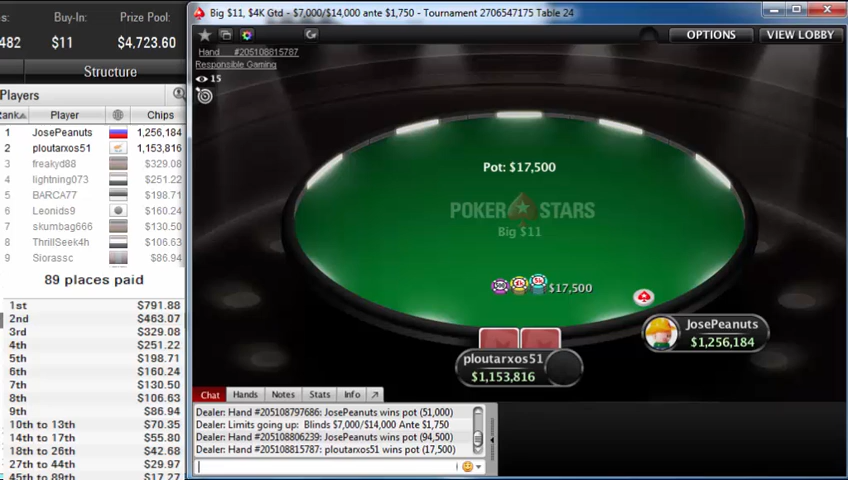 s:
Buy-In:
Prize Pool:
482
$11
$4,723.60
Structure
Players
Rank
Player
Chips
1 JosePeanuts 1,256,184
2 ploutarxos51 1,153,816
3 freakyd88 $329.08
4 lightning073 $251.22
5 BARCA77 $198.71
6 Leonids9 $160.24
7 skumbag666 $130.50
8 ThrillSeek4h $106.63
9 Siorassc $86.94
89 places paid
1st $791.88
2nd $463.07
3rd $329.08
4th $251.22
5th $198.71
6th $160.24
7th $130.50
8th $106.63
9th $86.94
10th to 13th $70.35
14th to 17th $55.80
18th to 26th $42.68
27th to 44th $29.97
45th to 89th $17.27
Big $11, $4K Gtd - $7,000/$14,000 ante $1,750 - Tournament 2706547175 Table 24
OPTIONS
VIEW LOBBY
Hand #205108815787
Responsible Gaming
15
Pot: $17,500
POKER STARS
Big $11
$17,500
JosePeanuts
$1,256,184
ploutarxos51
$1,153,816
Chat Hands Notes Stats Info
Dealer: Hand #205108797686: JosePeanuts wins pot (51,000)
Dealer: Limits going up: Blinds $7,000/$14,000 Ante $1,750
Dealer: Hand #205108806239: JosePeanuts wins pot (94,500)
Dealer: Hand #205108815787: ploutarxos51 wins pot (17,500)